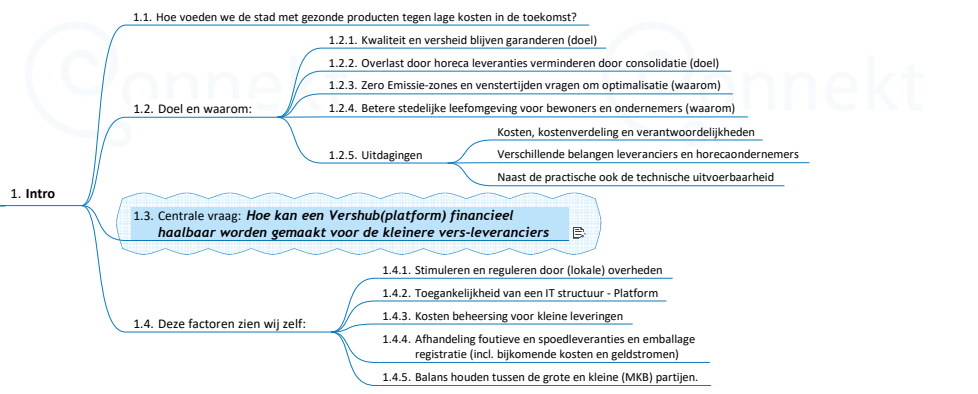 1.1. Hoe voeden we de stad met gezonde producten tegen lage kosten in de toekomst?
1.2.1. Kwaliteit en versheid blijven garanderen (doel)
1.2.2. Overlast door horeca leveranties verminderen door consolidatie (doel)
1.2.3. Zero Emissie-zones en venstertijden vragen om optimalisatie (waarom)
1.2. Doel en waarom:
1.2.4. Betere stedelijke leefomgeving voor bewoners en ondernemers (waarom)
Kosten, kostenverdeling en verantwoordelijkheden
1.2.5. Uitdagingen
Verschillende belangen leveranciers en horecaondernemers
Naast de practische ook de technische uitvoerbaarheid
1. Intro
1.3. Centrale vraag: Hoe kan een Vershub(platform) financieel
haalbaar worden gemaakt voor de kleinere vers-leveranciers
1.4.1. Stimuleren en reguleren door (lokale) overheden
1.4.2. Toegankelijkheid van een IT structuur - Platform
1.4.3. Kosten beheersing voor kleine leveringen
1.4. Deze factoren zien wij zelf:
1.4.4. Afhandeling foutieve en spoedleveranties en emballage
registratie (incl. bijkomende kosten en geldstromen)
1.4.5. Balans houden tussen de grote en kleine (MKB) partijen.
Connekt
Connekt